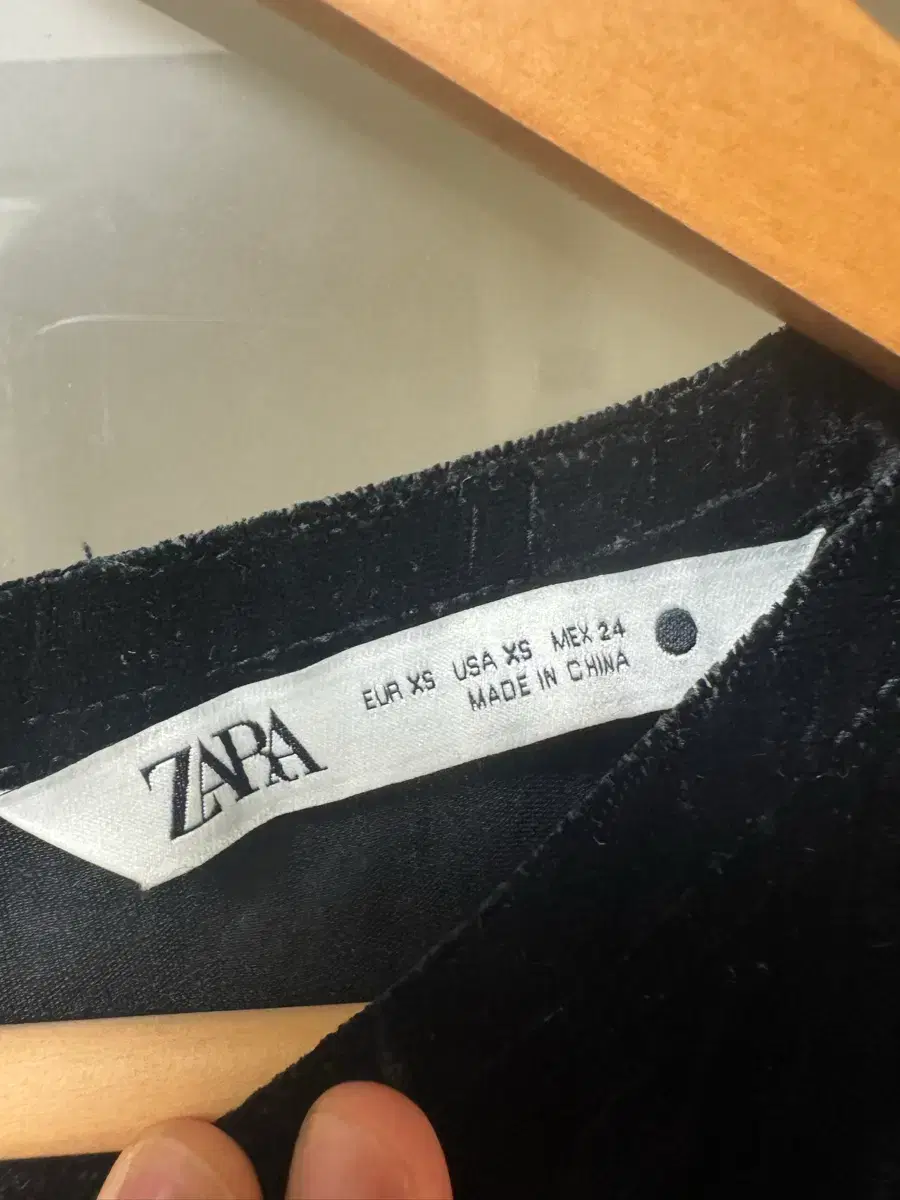 ZARA
EUR XS USA XS MEX 24
MADE IN CHINA